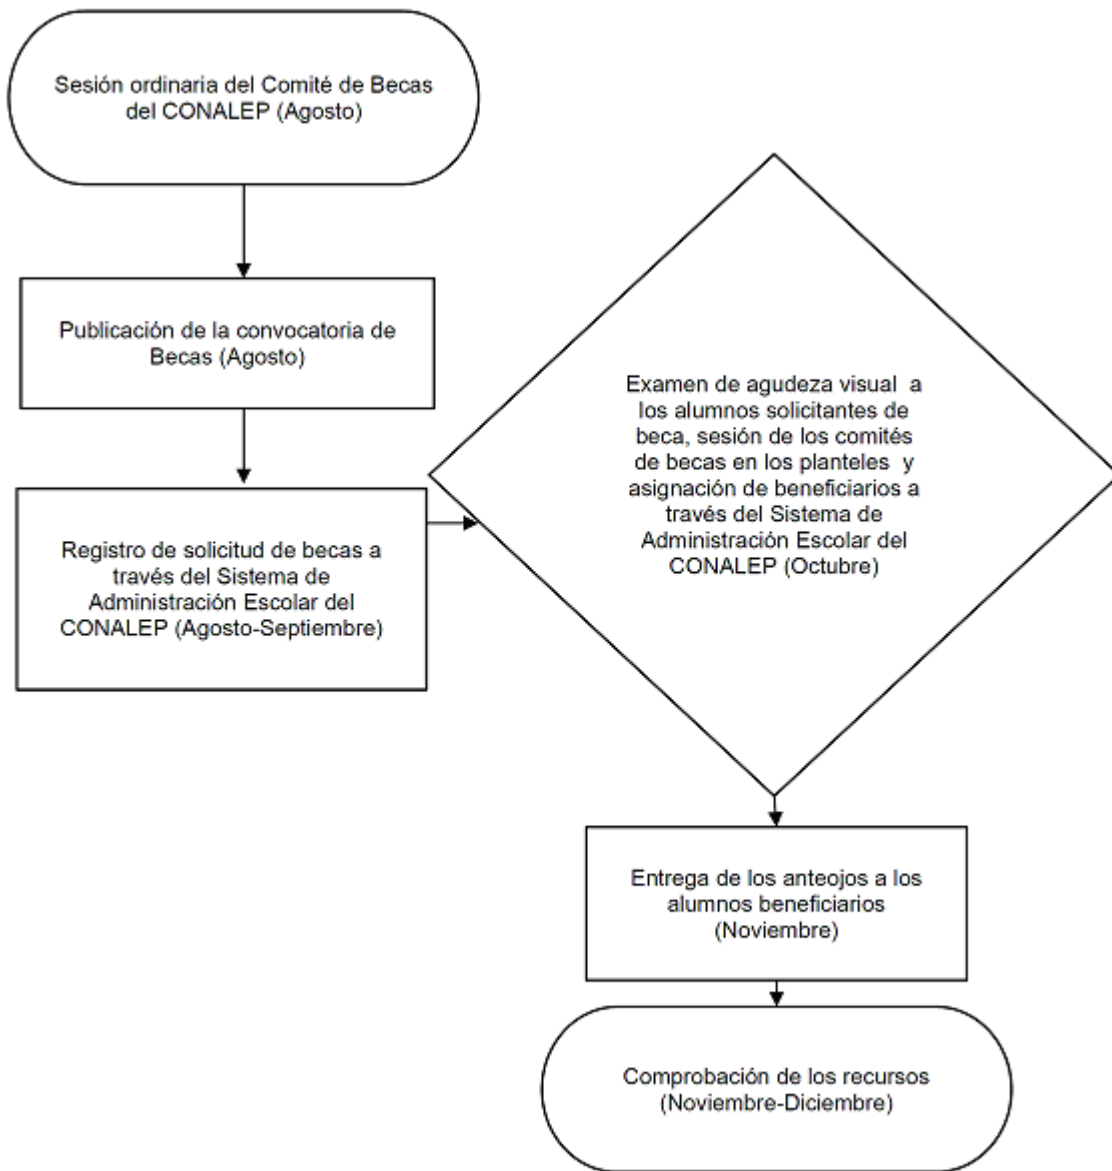 Sesión ordinaria del Comité de Becas
del CONALEP (Agosto)
Publicación de la convocatoria de
Becas (Agosto)
Registro de solicitud de becas a
través del Sistema de
Administración Escolar del
CONALEP (Agosto-Septiembre)
Examen de agudeza visual a
los alumnos solicitantes de
beca, sesión de los comités
de becas en los planteles y
asignación de beneficiarios a
través del Sistema de
Administración Escolar del
CONALEP (Octubre)
Entrega de los anteojos a los
alumnos beneficiarios
(Noviembre)
Comprobación de los recursos
(Noviembre-Diciembre)